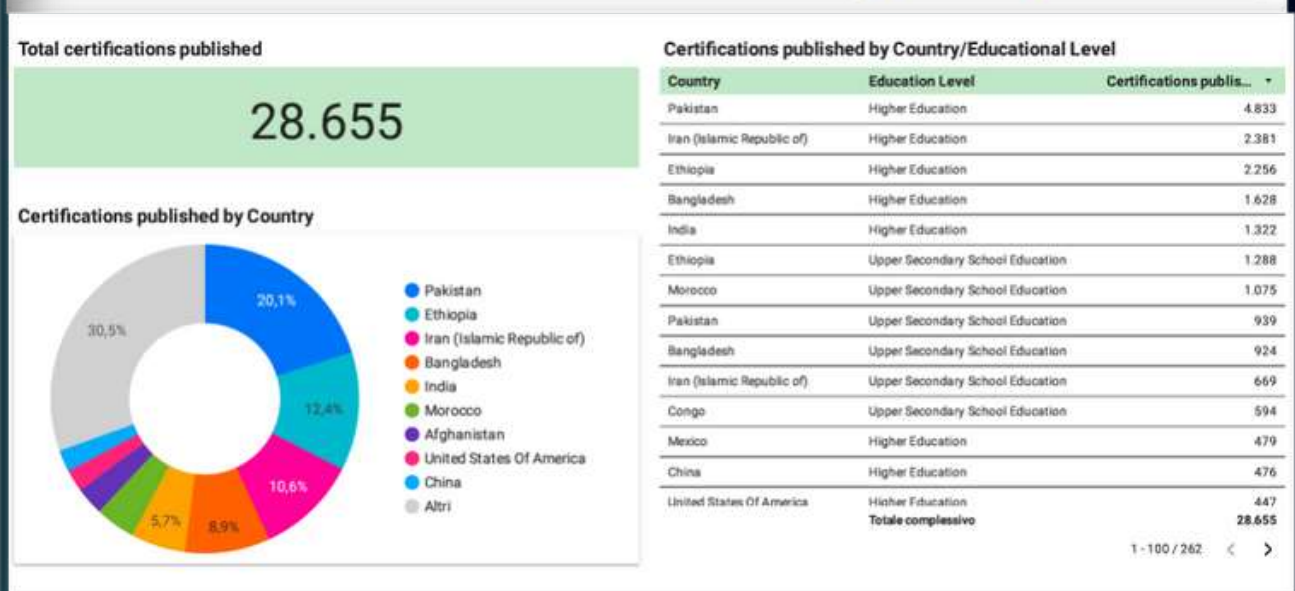 Total certifications published
28.655
Certifications published by Country
20,1%
12,4%
10,6%
8,9%
5,7%
30,5%
Pakistan
Ethiopia
Iran (Islamic Republic of)
Bangladesh
India
Morocco
Afghanistan
United States Of America
China
Altri
Certifications published by Country/Educational Level
Country Education Level Certifications publis...
Pakistan Higher Education 4.833
Iran (Islamic Republic of) Higher Education 2.381
Ethiopia Higher Education 2.256
Bangladesh Higher Education 1.628
India Higher Education 1.322
Ethiopia Upper Secondary School Education 1.288
Morocco Upper Secondary School Education 1.075
Pakistan Upper Secondary School Education 939
Bangladesh Upper Secondary School Education 924
Iran (Islamic Republic of) Upper Secondary School Education 669
Congo Upper Secondary School Education 594
Mexico Higher Education 479
China Higher Education 476
United States Of America Higher Education 447
Totale complessivo 28.655
1 - 100 / 262